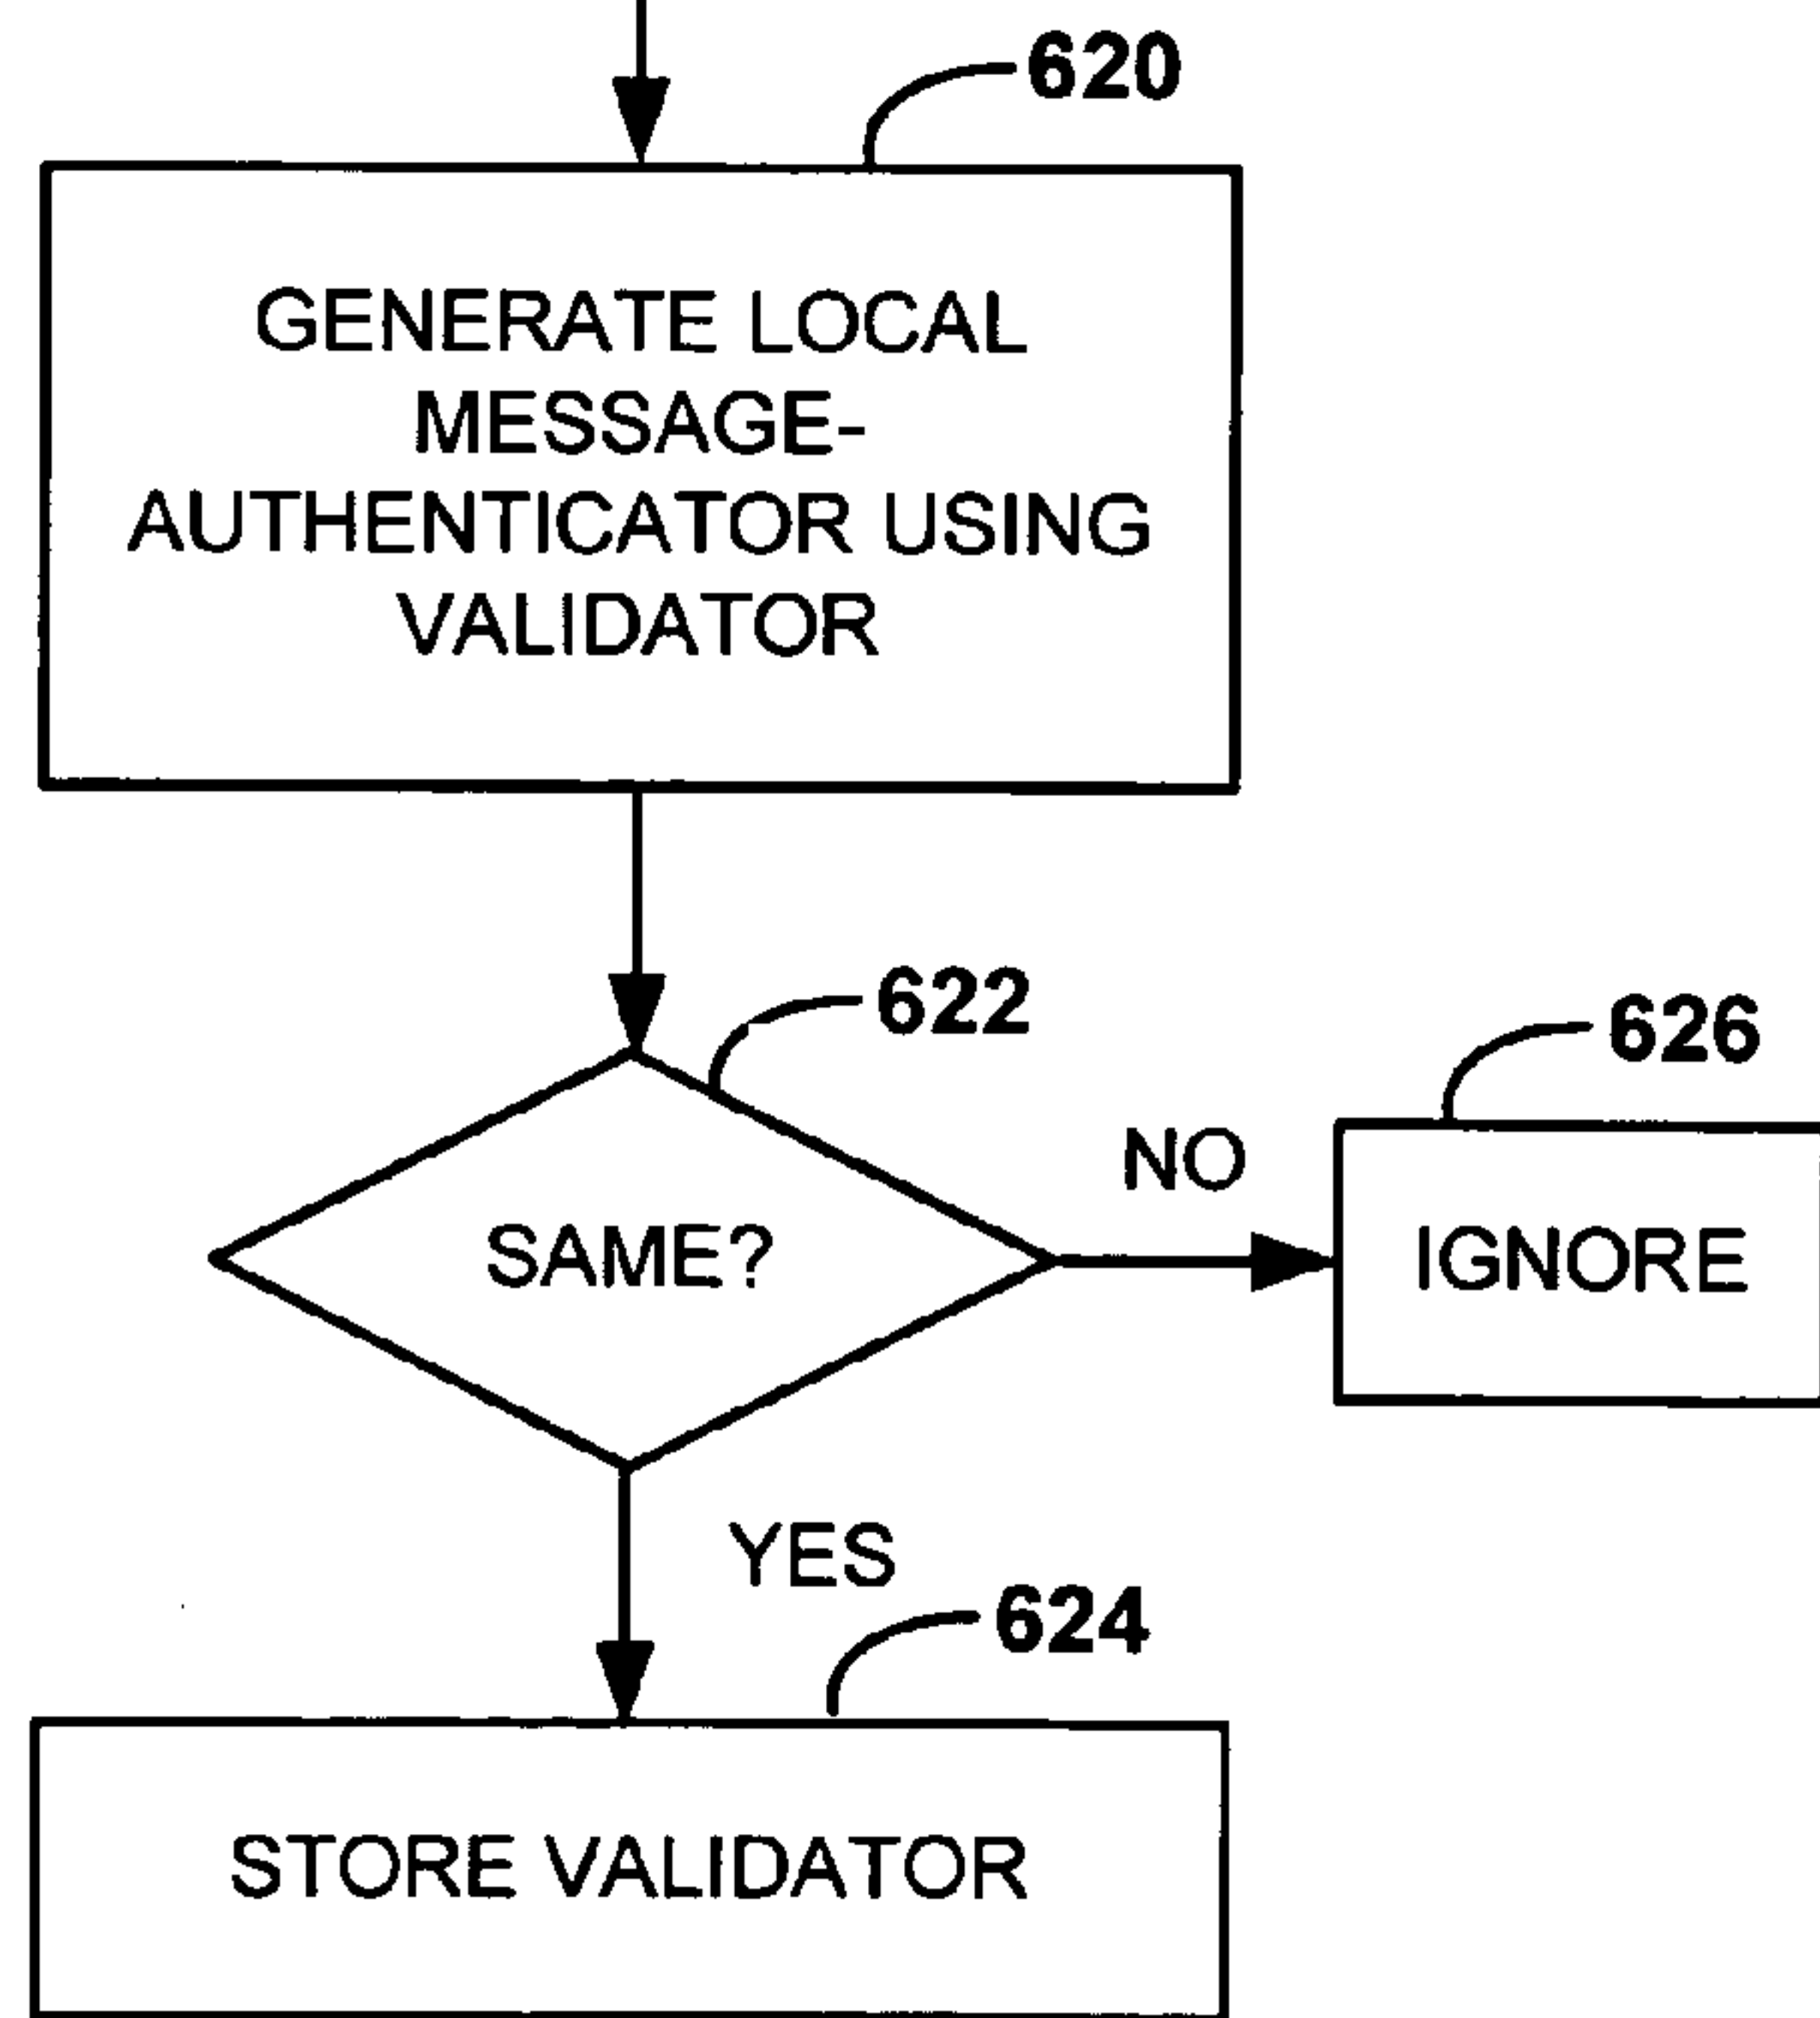 620
GENERATE LOCAL
MESSAGE-
AUTHENTICATOR USING
VALIDATOR
622
626
NO
SAME?
IGNORE
YES
624
STORE VALIDATOR